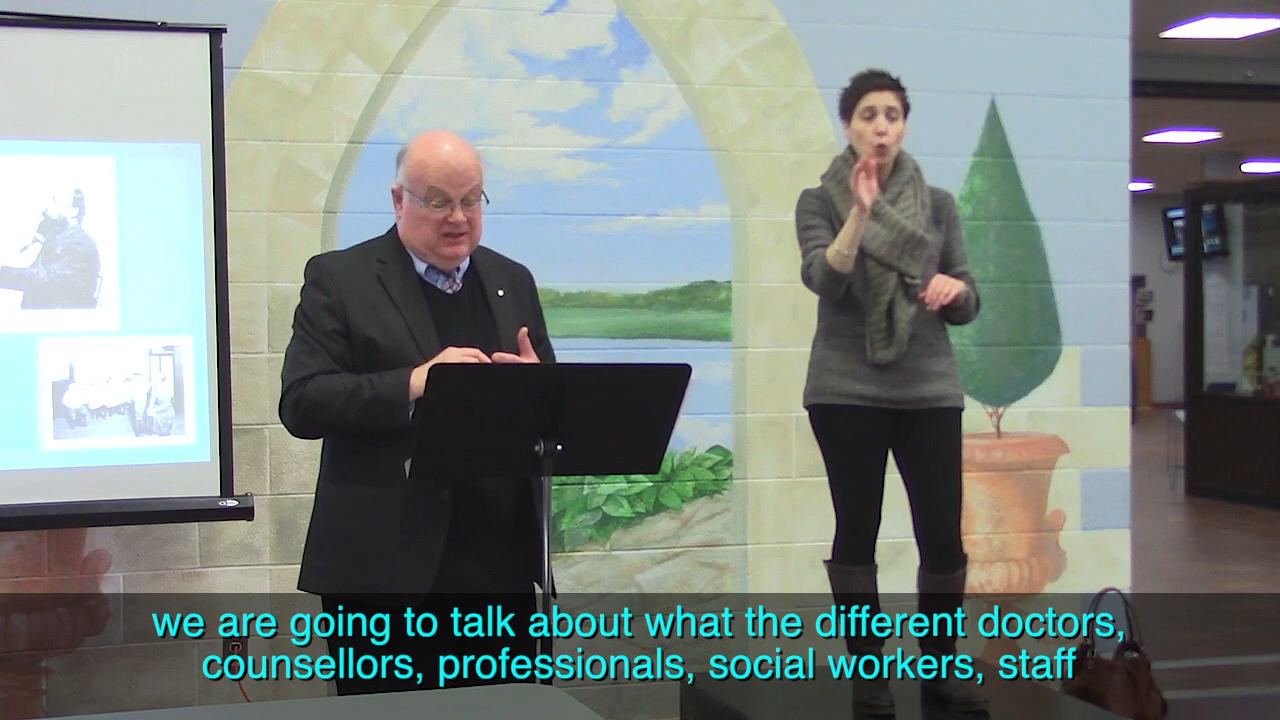 we are going to talk about what the different doctors,
counsellors, professionals, social workers, staff